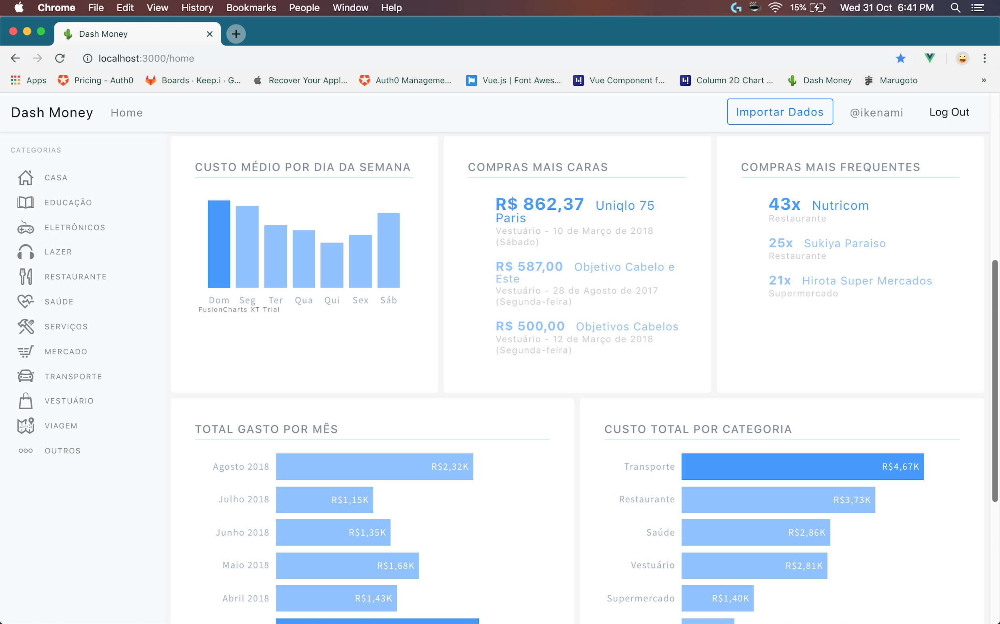 Chrome File Edit View History Bookmarks People Window Help 15% Wed 31 Oct 6:41 PM
Dash Money
localhost:3000/home
Apps Pricing - Auth0 Boards · Keep.i · G... Recover Your Appl... Auth0 Manageme... Vue.js | Font Awes... Vue Component f... Column 2D Chart ... Dash Money Marugoto »
Dash Money Home Importar Dados @ikenami Log Out
CATEGORIAS
CASA
EDUCAÇÃO
ELETRÔNICOS
LAZER
RESTAURANTE
SAÚDE
SERVIÇOS
MERCADO
TRANSPORTE
VESTUÁRIO
VIAGEM
OUTROS
CUSTO MÉDIO POR DIA DA SEMANA
Dom Seg Ter Qua Qui Sex Sáb
FusionCharts XT Trial
COMPRAS MAIS CARAS
R$ 862,37 Uniqlo 75
Paris
Vestuário - 10 de Março de 2018
(Sábado)
R$ 587,00 Objetivo Cabelo e
Este
Vestuário - 28 de Agosto de 2017
(Segunda-feira)
R$ 500,00 Objetivos Cabelos
Vestuário - 12 de Março de 2018
(Segunda-feira)
COMPRAS MAIS FREQUENTES
43x Nutricom
Restaurante
25x Sukiya Paraiso
Restaurante
21x Hirota Super Mercados
Supermercado
TOTAL GASTO POR MÊS
Agosto 2018 R$2,32K
Julho 2018 R$1,15K
Junho 2018 R$1,35K
Maio 2018 R$1,68K
Abril 2018 R$1,43K
CUSTO TOTAL POR CATEGORIA
Transporte R$4,67K
Restaurante R$3,73K
Saúde R$2,86K
Vestuário R$2,81K
Supermercado R$1,40K